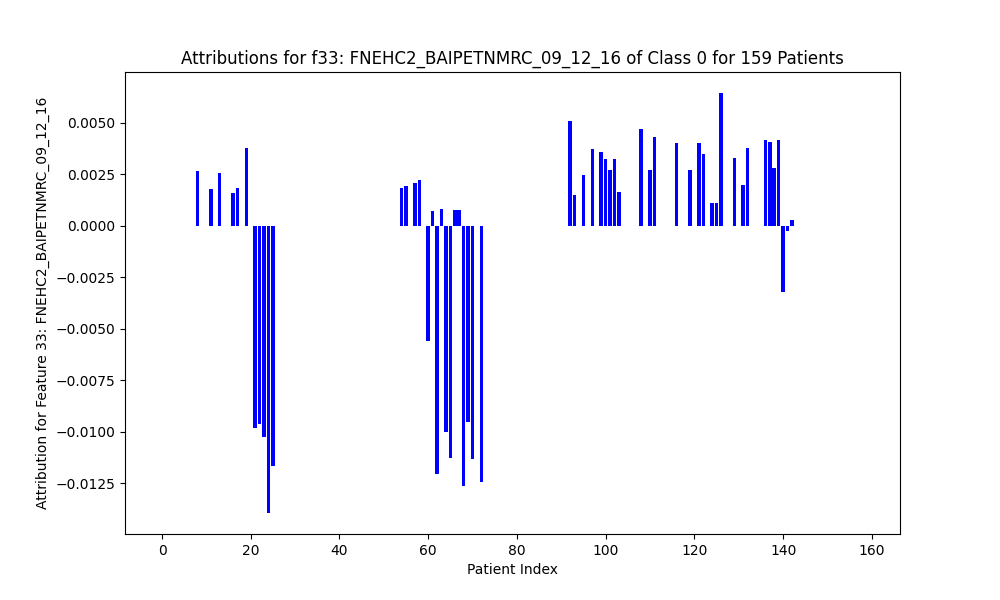 Attributions for f33: FNEHC2_BAIPETNMRC_09_12_16 of Class 0 for 159 Patients
Attribution for Feature 33: FNEHC2_BAIPETNMRC_09_12_16
0.0050
0.0025
0.0000
−0.0025
−0.0050
−0.0075
−0.0100
−0.0125
0 20 40 60 80 100 120 140 160
Patient Index